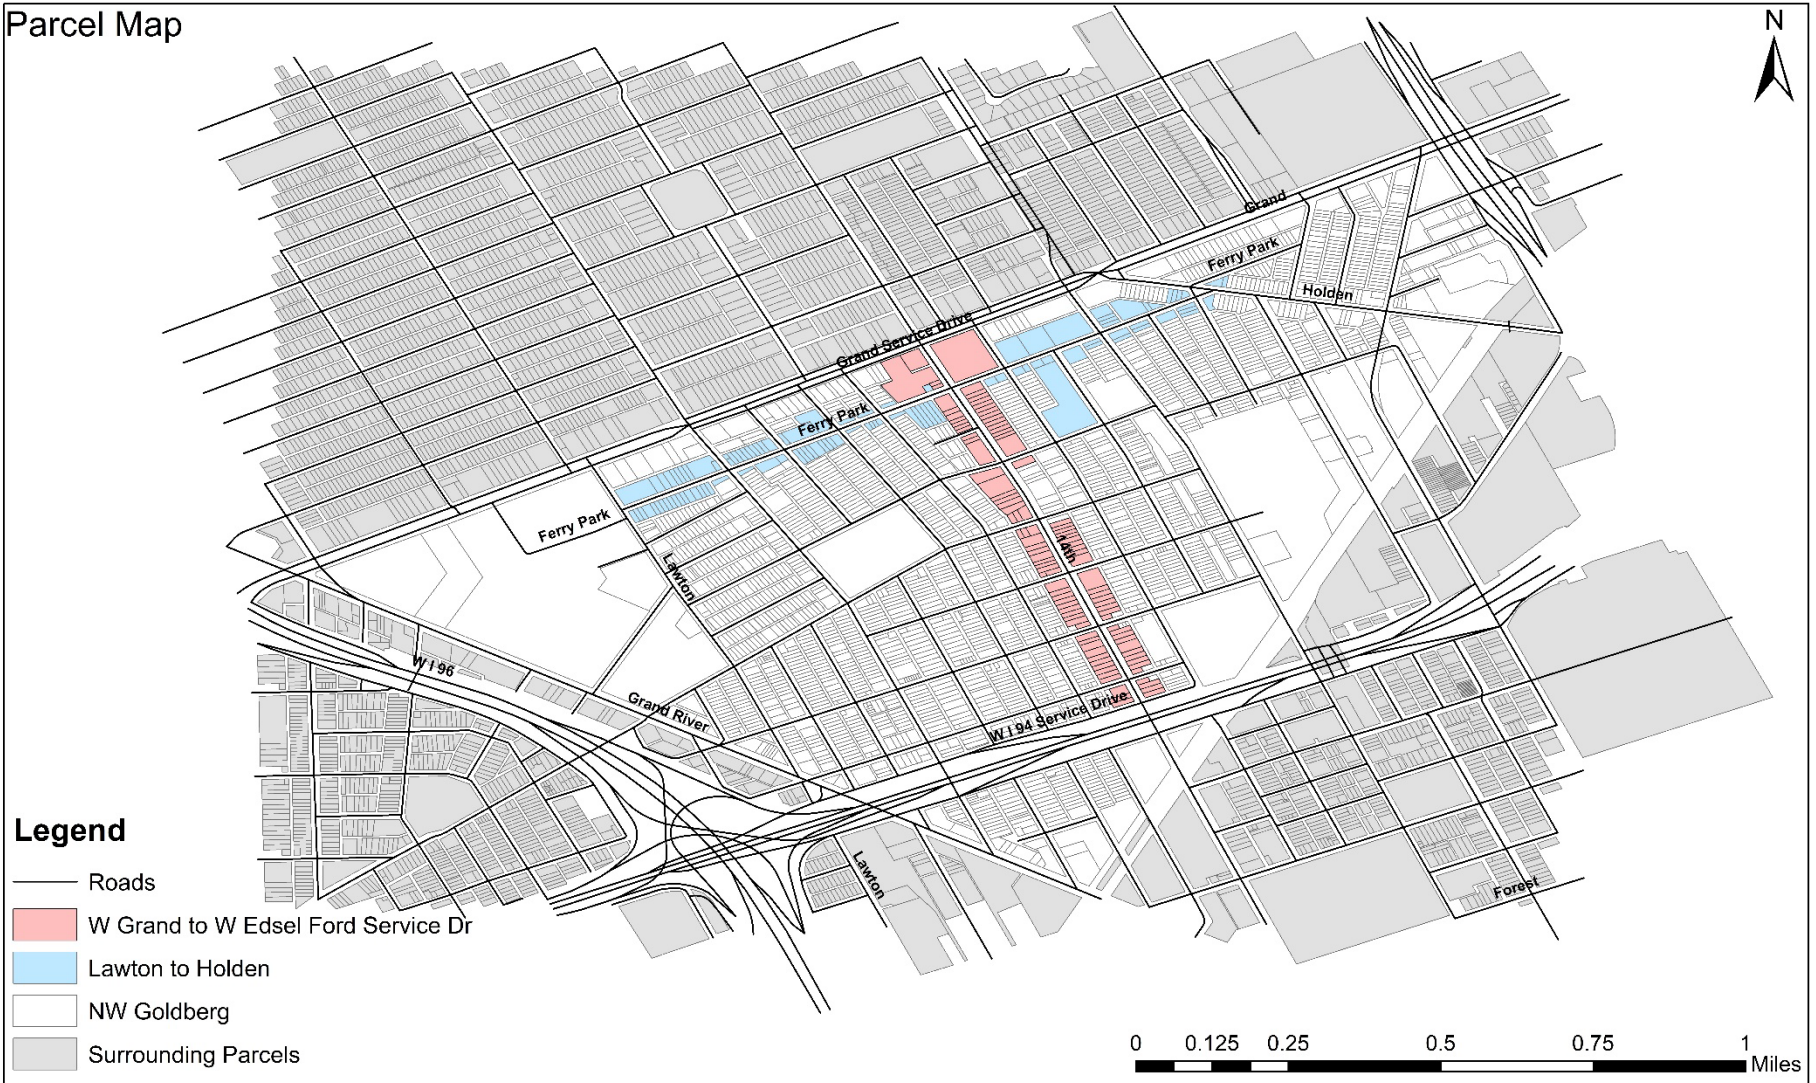 Parcel Map
N
Grand
Ferry Park
Holden
Grand Service Drive
Ferry Park
Ferry Park
Lawton
14th
W I 96
Grand River
W I 94 Service Drive
Lawton
Forest
Legend
Roads
W Grand to W Edsel Ford Service Dr
Lawton to Holden
NW Goldberg
Surrounding Parcels
0 0.125 0.25 0.5 0.75 1
Miles